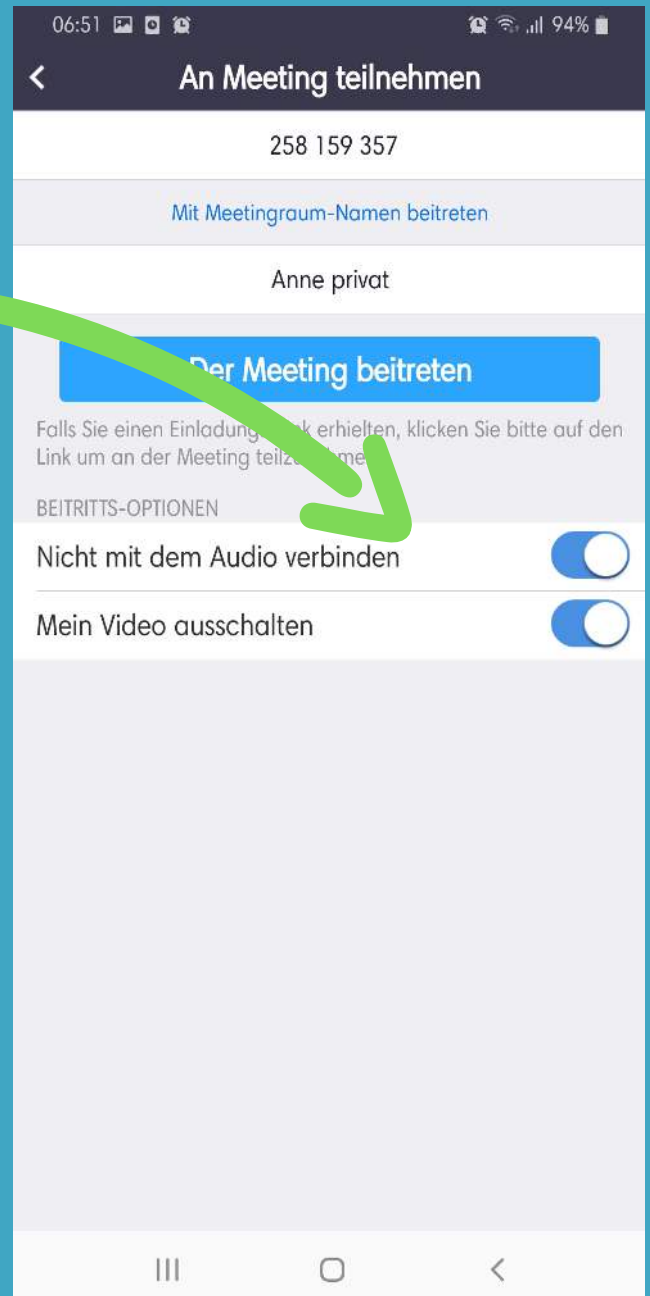 06:51 94%
An Meeting teilnehmen
258 159 357
Mit Meetingraum-Namen beitreten
Anne privat
Der Meeting beitreten
Falls Sie einen erhielten, klicken Sie bitte auf den
Link um an der Meeting
BEITRITTS-OPTIONEN
Nicht mit dem Audio verbinden
Mein Video ausschalten